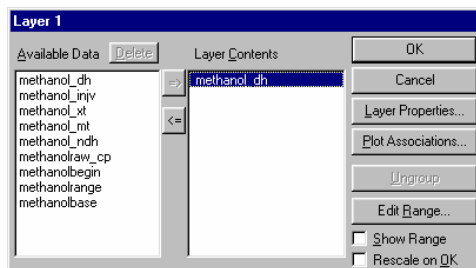 Layer 1
Available Data Delete Layer Contents OK
methanol_dh => methanol_dh Cancel
methanol_injv
methanol_xt <= Layer Properties...
methanol_mt
methanol_ndh Plot Associations...
methanolraw_cp
methanolbegin Ungroup
methanolrange
methanolbase Edit Range...
Show Range
Rescale on OK